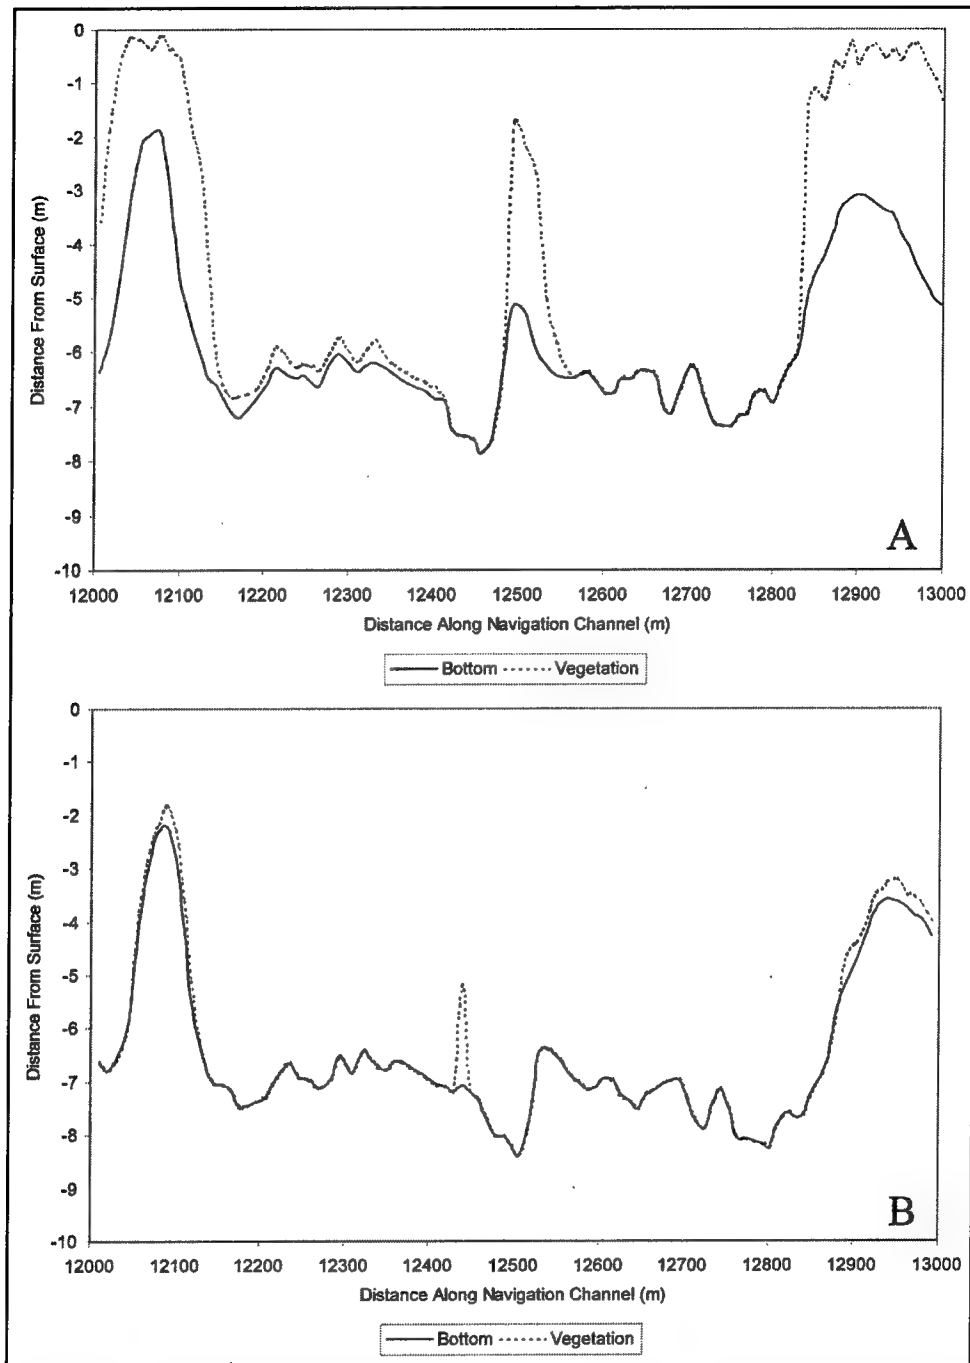 0
-1
-2
-3
-4
-5
-6
-7
-8
-9
-10
Distance From Surface (m)
A
12000 12100 12200 12300 12400 12500 12600 12700 12800 12900 13000
Distance Along Navigation Channel (m)
Bottom Vegetation
0
-1
-2
-3
-4
-5
-6
-7
-8
-9
-10
Distance From Surface (m)
B
12000 12100 12200 12300 12400 12500 12600 12700 12800 12900 13000
Distance Along Navigation Channel (m)
Bottom Vegetation